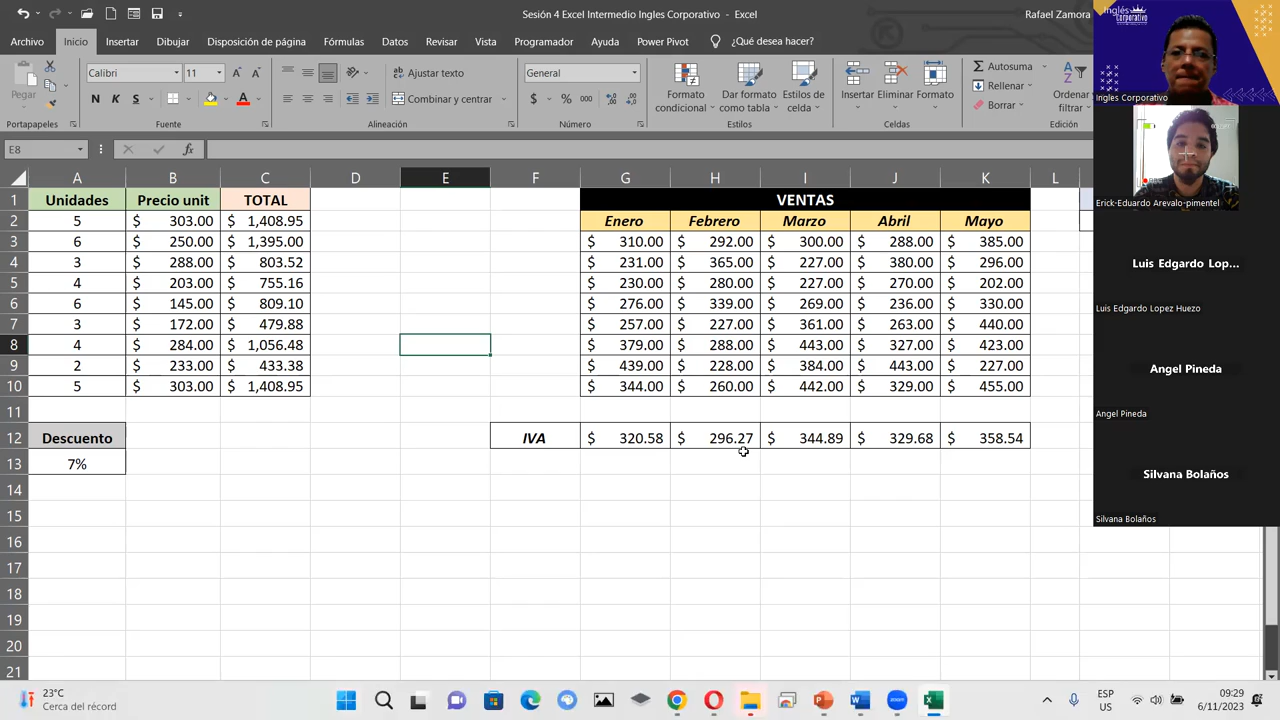 Sesión 4 Excel Intermedio Ingles Corporativo - Excel
Rafael Zamora
Archivo Inicio Insertar Dibujar Disposición de página Fórmulas Datos Revisar Vista Programador Ayuda Power Pivot ¿Qué desea hacer?
Pegar
Portapapeles
Calibri 11
N K S
Fuente
Ajustar texto
Combinar y centrar
Alineación
General
$ % 000
Número
Formato condicional
Dar formato como tabla
Estilos de celda
Estilos
Insertar Eliminar Formato
Celdas
Autosuma
Rellenar
Borrar
Ordenar
filtrar
Edición
E8
fx
A B C D E F G H I J K L
1 Unidades Precio unit TOTAL VENTAS
2 5 $ 303.00 $ 1,408.95 Enero Febrero Marzo Abril Mayo
3 6 $ 250.00 $ 1,395.00 $ 310.00 $ 292.00 $ 300.00 $ 288.00 $ 385.00
4 3 $ 288.00 $ 803.52 $ 231.00 $ 365.00 $ 227.00 $ 380.00 $ 296.00
5 4 $ 203.00 $ 755.16 $ 230.00 $ 280.00 $ 227.00 $ 270.00 $ 202.00
6 6 $ 145.00 $ 809.10 $ 276.00 $ 339.00 $ 269.00 $ 236.00 $ 330.00
7 3 $ 172.00 $ 479.88 $ 257.00 $ 227.00 $ 361.00 $ 263.00 $ 440.00
8 4 $ 284.00 $ 1,056.48 $ 379.00 $ 288.00 $ 443.00 $ 327.00 $ 423.00
9 2 $ 233.00 $ 433.38 $ 439.00 $ 228.00 $ 384.00 $ 443.00 $ 227.00
10 5 $ 303.00 $ 1,408.95 $ 344.00 $ 260.00 $ 442.00 $ 329.00 $ 455.00
11
12 Descuento IVA $ 320.58 $ 296.27 $ 344.89 $ 329.68 $ 358.54
13 7%
14
15
16
17
18
19
20
21
Inglés
Corporativo
Ingles Corporativo
Erick-Eduardo Arevalo-pimentel
Luis Edgardo Lop...
Luis Edgardo Lopez Huezo
Angel Pineda
Angel Pineda
Silvana Bolaños
Silvana Bolaños
23°C
Cerca del récord
ESP
US
09:29
6/11/2023